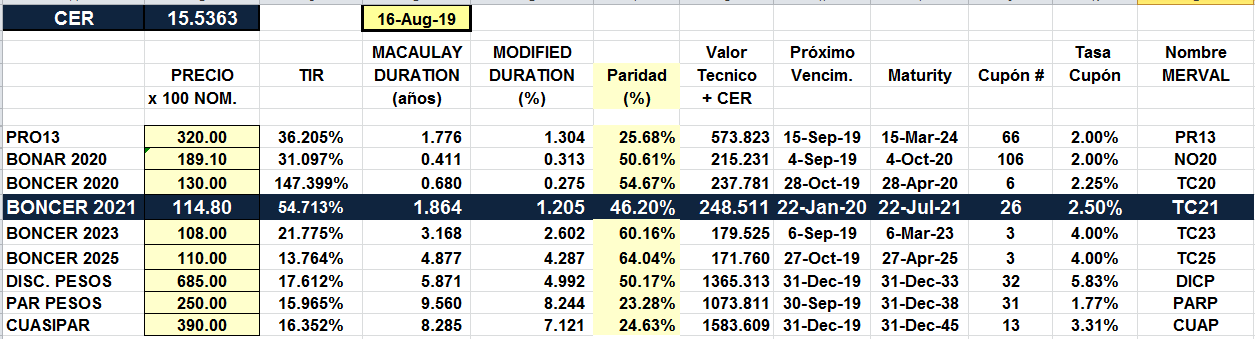 CER 15.5363 16-Aug-19
MACAULAY MODIFIED Valor Próximo Tasa Nombre
PRECIO TIR DURATION DURATION Paridad Tecnico Vencim. Maturity Cupón # Cupón MERVAL
x 100 NOM. (años) (%) (%) + CER
PRO13 320.00 36.205% 1.776 1.304 25.68% 573.823 15-Sep-19 15-Mar-24 66 2.00% PR13
BONAR 2020 189.10 31.097% 0.411 0.313 50.61% 215.231 4-Sep-19 4-Oct-20 106 2.00% NO20
BONCER 2020 130.00 147.399% 0.680 0.275 54.67% 237.781 28-Oct-19 28-Apr-20 6 2.25% TC20
BONCER 2021 114.80 54.713% 1.864 1.205 46.20% 248.511 22-Jan-20 22-Jul-21 26 2.50% TC21
BONCER 2023 108.00 21.775% 3.168 2.602 60.16% 179.525 6-Sep-19 6-Mar-23 3 4.00% TC23
BONCER 2025 110.00 13.764% 4.877 4.287 64.04% 171.760 27-Oct-19 27-Apr-25 3 4.00% TC25
DISC. PESOS 685.00 17.612% 5.871 4.992 50.17% 1365.313 31-Dec-19 31-Dec-33 32 5.83% DICP
PAR PESOS 250.00 15.965% 9.560 8.244 23.28% 1073.811 30-Sep-19 31-Dec-38 31 1.77% PARP
CUASIPAR 390.00 16.352% 8.285 7.121 24.63% 1583.609 31-Dec-19 31-Dec-45 13 3.31% CUAP